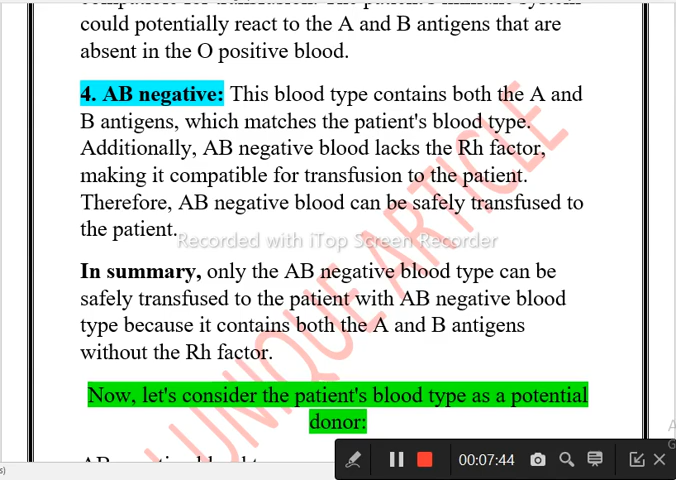 could potentially react to the A and B antigens that are
absent in the O positive blood.
4. AB negative: This blood type contains both the A and
B antigens, which matches the patient's blood type.
Additionally, AB negative blood lacks the Rh factor,
making it compatible for transfusion to the patient.
Therefore, AB negative blood can be safely transfused to
the patient.
Recorded with iTop Screen Recorder
In summary, only the AB negative blood type can be
safely transfused to the patient with AB negative blood
type because it contains both the A and B antigens
without the Rh factor.
UNIQUE ARTICLE
Now, let's consider the patient's blood type as a potential
donor:
00:07:44
s)